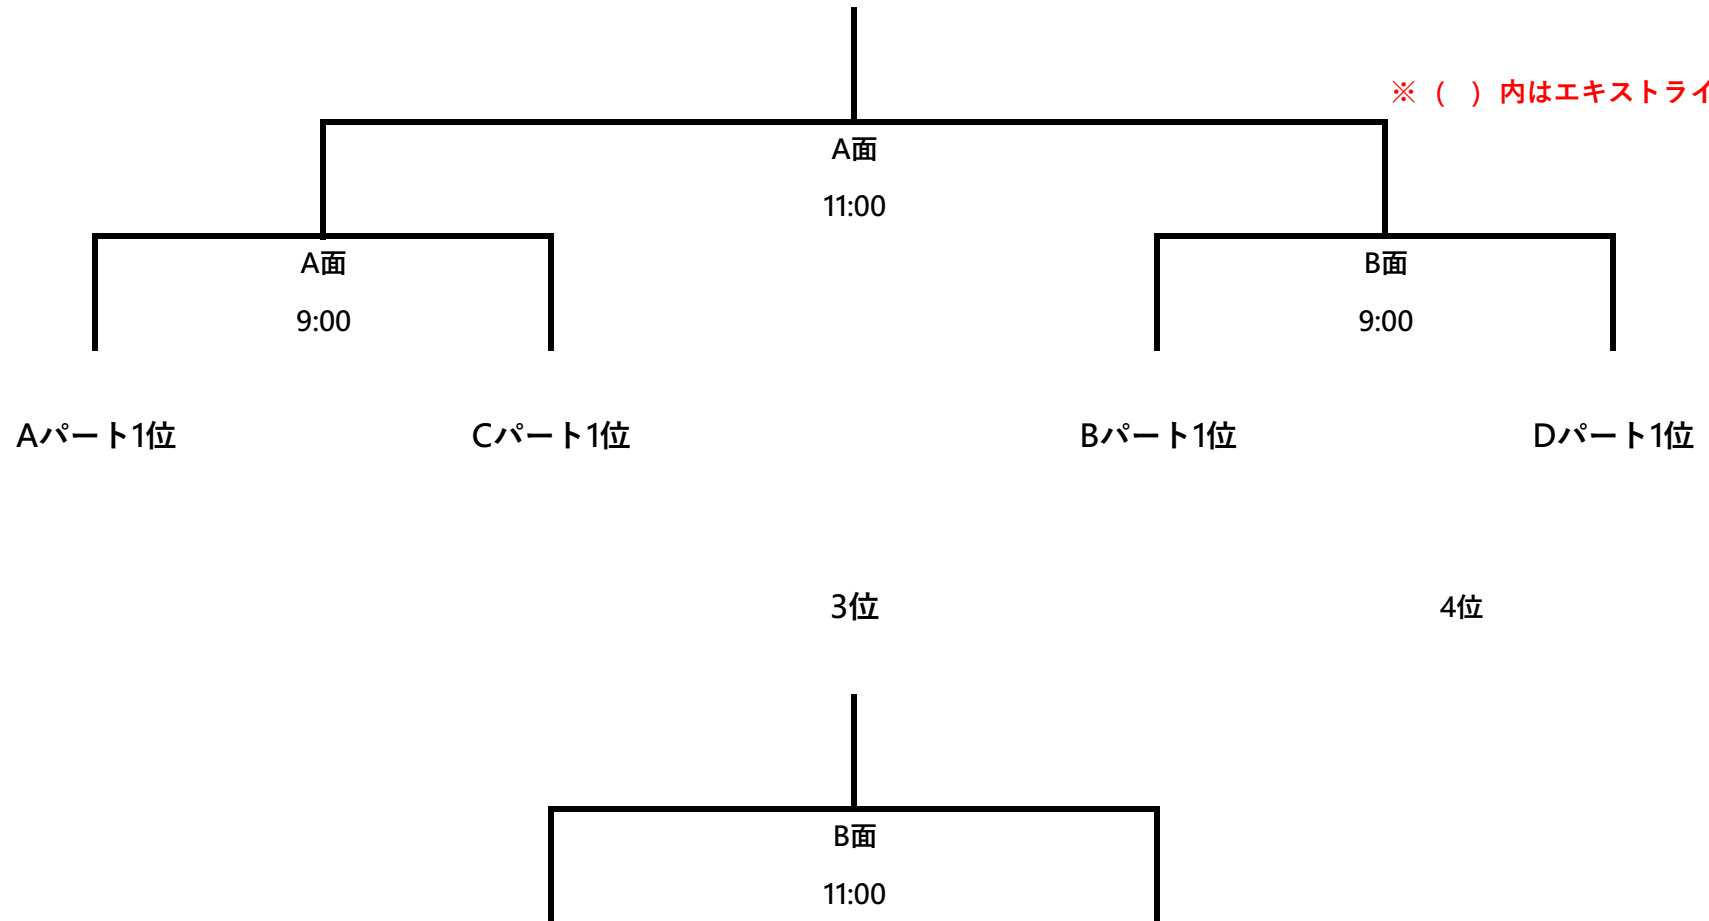 ※ （　）内はエキストライ
A面
11:00
A面
B面
9:00
9:00
Aパート1位
Cパート1位
Bパート1位
Dパート1位
3位
4位
B面
11:00